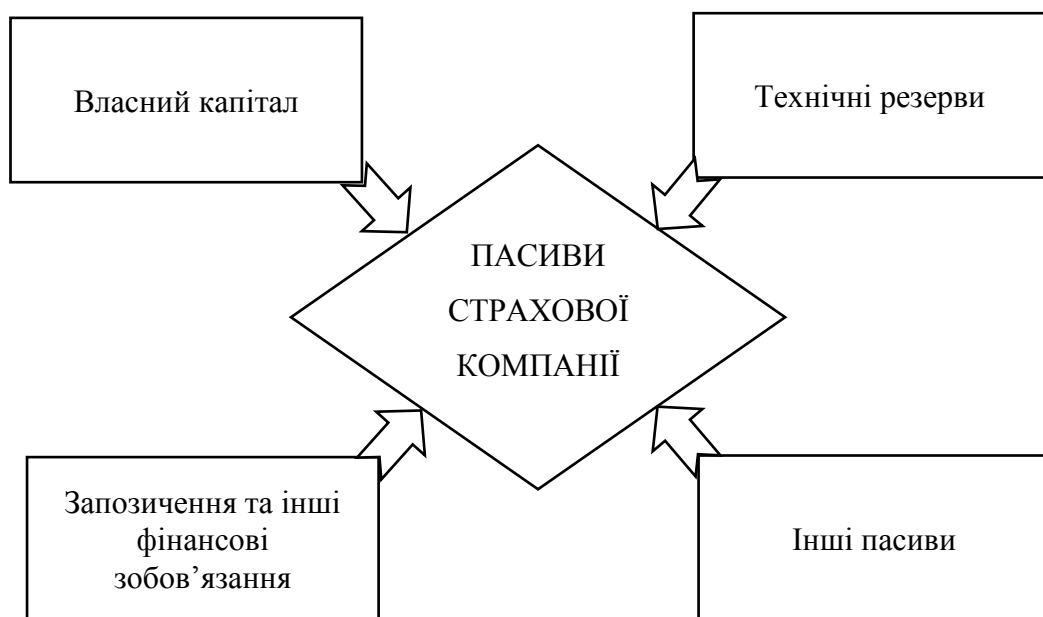 Власний капітал
Технічні резерви
ПАСИВИ
СТРАХОВОЇ
КОМПАНІЇ
Запозичення та інші
фінансові
зобов’язання
Інші пасиви